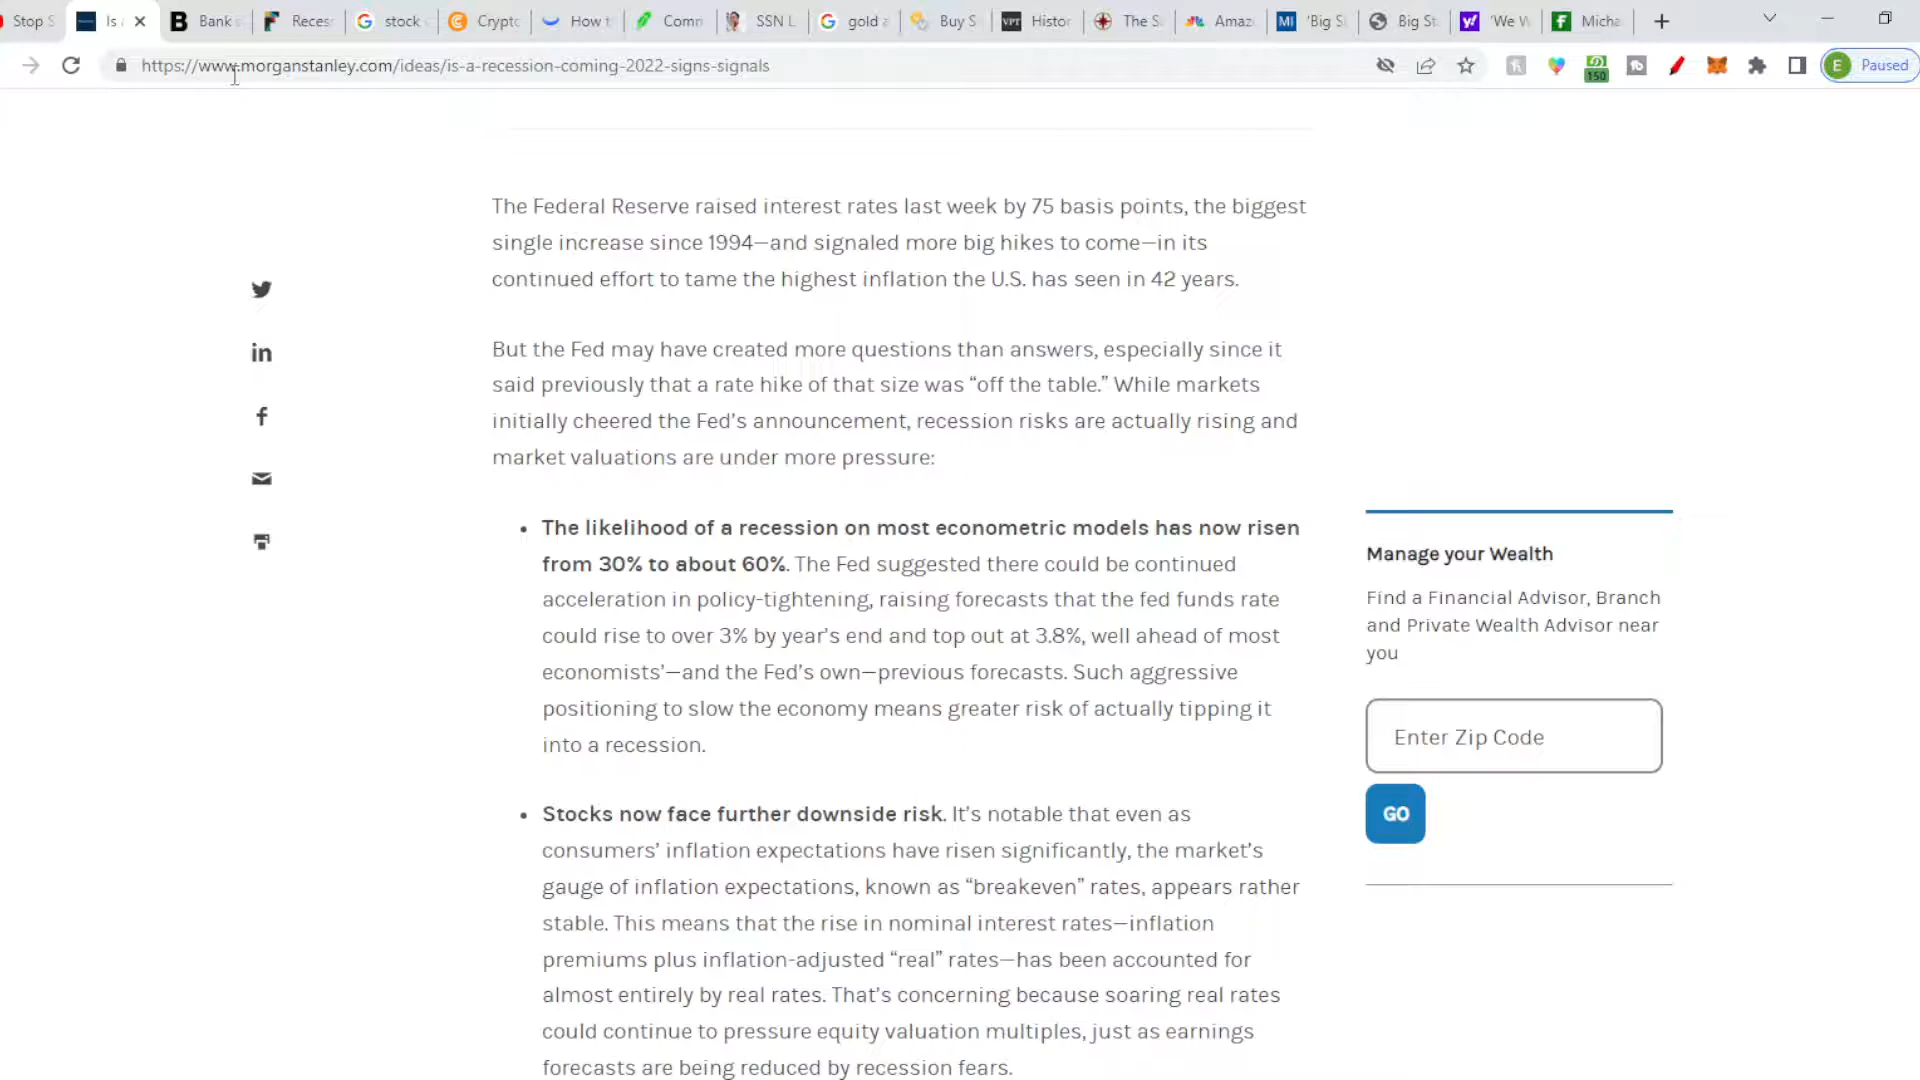 Stop S
Is
Bank
Reces
stock
Crypto
How t
Comm
SSN L
gold a
Buy S
Histor
The S
Amaz
'Big S
Big St
'We W
Micha
https://www.morganstanley.com/ideas/is-a-recession-coming-2022-signs-signals
150
E
Paused
The Federal Reserve raised interest rates last week by 75 basis points, the biggest
single increase since 1994—and signaled more big hikes to come—in its
continued effort to tame the highest inflation the U.S. has seen in 42 years.
But the Fed may have created more questions than answers, especially since it
said previously that a rate hike of that size was “off the table.” While markets
initially cheered the Fed’s announcement, recession risks are actually rising and
market valuations are under more pressure:
• The likelihood of a recession on most econometric models has now risen
from 30% to about 60%. The Fed suggested there could be continued
acceleration in policy-tightening, raising forecasts that the fed funds rate
could rise to over 3% by year’s end and top out at 3.8%, well ahead of most
economists’—and the Fed’s own—previous forecasts. Such aggressive
positioning to slow the economy means greater risk of actually tipping it
into a recession.
• Stocks now face further downside risk. It’s notable that even as
consumers’ inflation expectations have risen significantly, the market’s
gauge of inflation expectations, known as “breakeven” rates, appears rather
stable. This means that the rise in nominal interest rates—inflation
premiums plus inflation-adjusted “real” rates—has been accounted for
almost entirely by real rates. That’s concerning because soaring real rates
could continue to pressure equity valuation multiples, just as earnings
forecasts are being reduced by recession fears.
Manage your Wealth
Find a Financial Advisor, Branch
and Private Wealth Advisor near
you
Enter Zip Code
GO